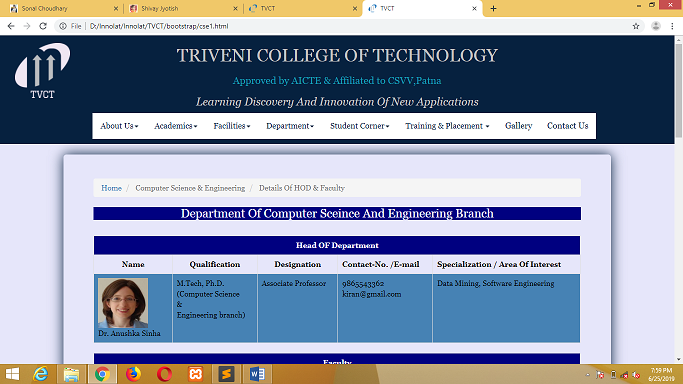 Sonal Choudhary
Shivay Jyotish
TVCT
TVCT
File | D:/Innolat/Innolat/TVCT/bootstrap/cse1.html
TRIVENI COLLEGE OF TECHNOLOGY
Approved by AICTE & Affiliated to CSVV,Patna
Learning Discovery And Innovation Of New Applications
TVCT
About Us Academics Facilities Department Student Corner Training & Placement Gallery Contact Us
Home / Computer Science & Engineering / Details Of HOD & Faculty
Department Of Computer Sceince And Engineering Branch
Head OF Department
Name Qualification Designation Contact-No. /E-mail Specialization / Area Of Interest
M.Tech, Ph.D. Associate Professor 9865543362 Data Mining, Software Engineering
(Computer Science kiran@gmail.com
&
Engineering branch)
Dr. Anushka Sinha
Faculty
7:59 PM
6/25/2019